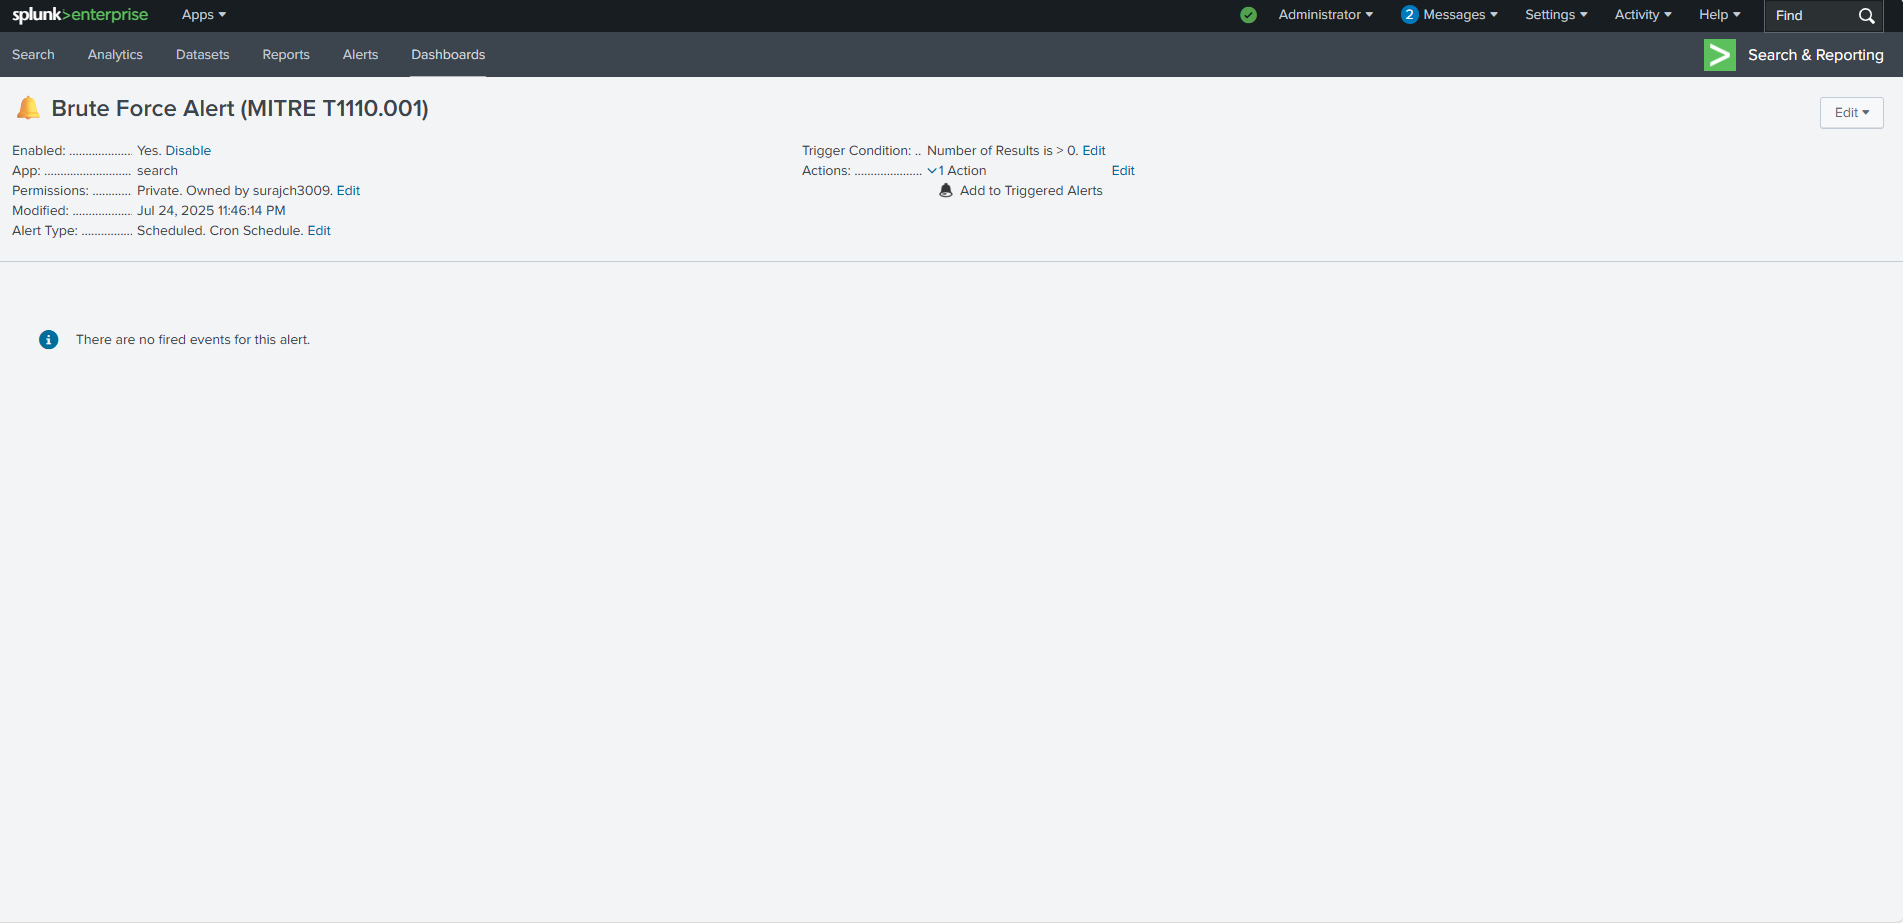 splunk>enterprise Apps Administrator 2 Messages Settings Activity Help Find
Search Analytics Datasets Reports Alerts Dashboards Search & Reporting
Brute Force Alert (MITRE T1110.001) Edit
Enabled: ................... Yes. Disable
App: ........................... search
Permissions: ............ Private. Owned by surajch3009. Edit
Modified: .................. Jul 24, 2025 11:46:14 PM
Alert Type: ................ Scheduled. Cron Schedule. Edit
Trigger Condition: .. Number of Results is > 0. Edit
Actions: ..................... 1 Action Edit
Add to Triggered Alerts
There are no fired events for this alert.